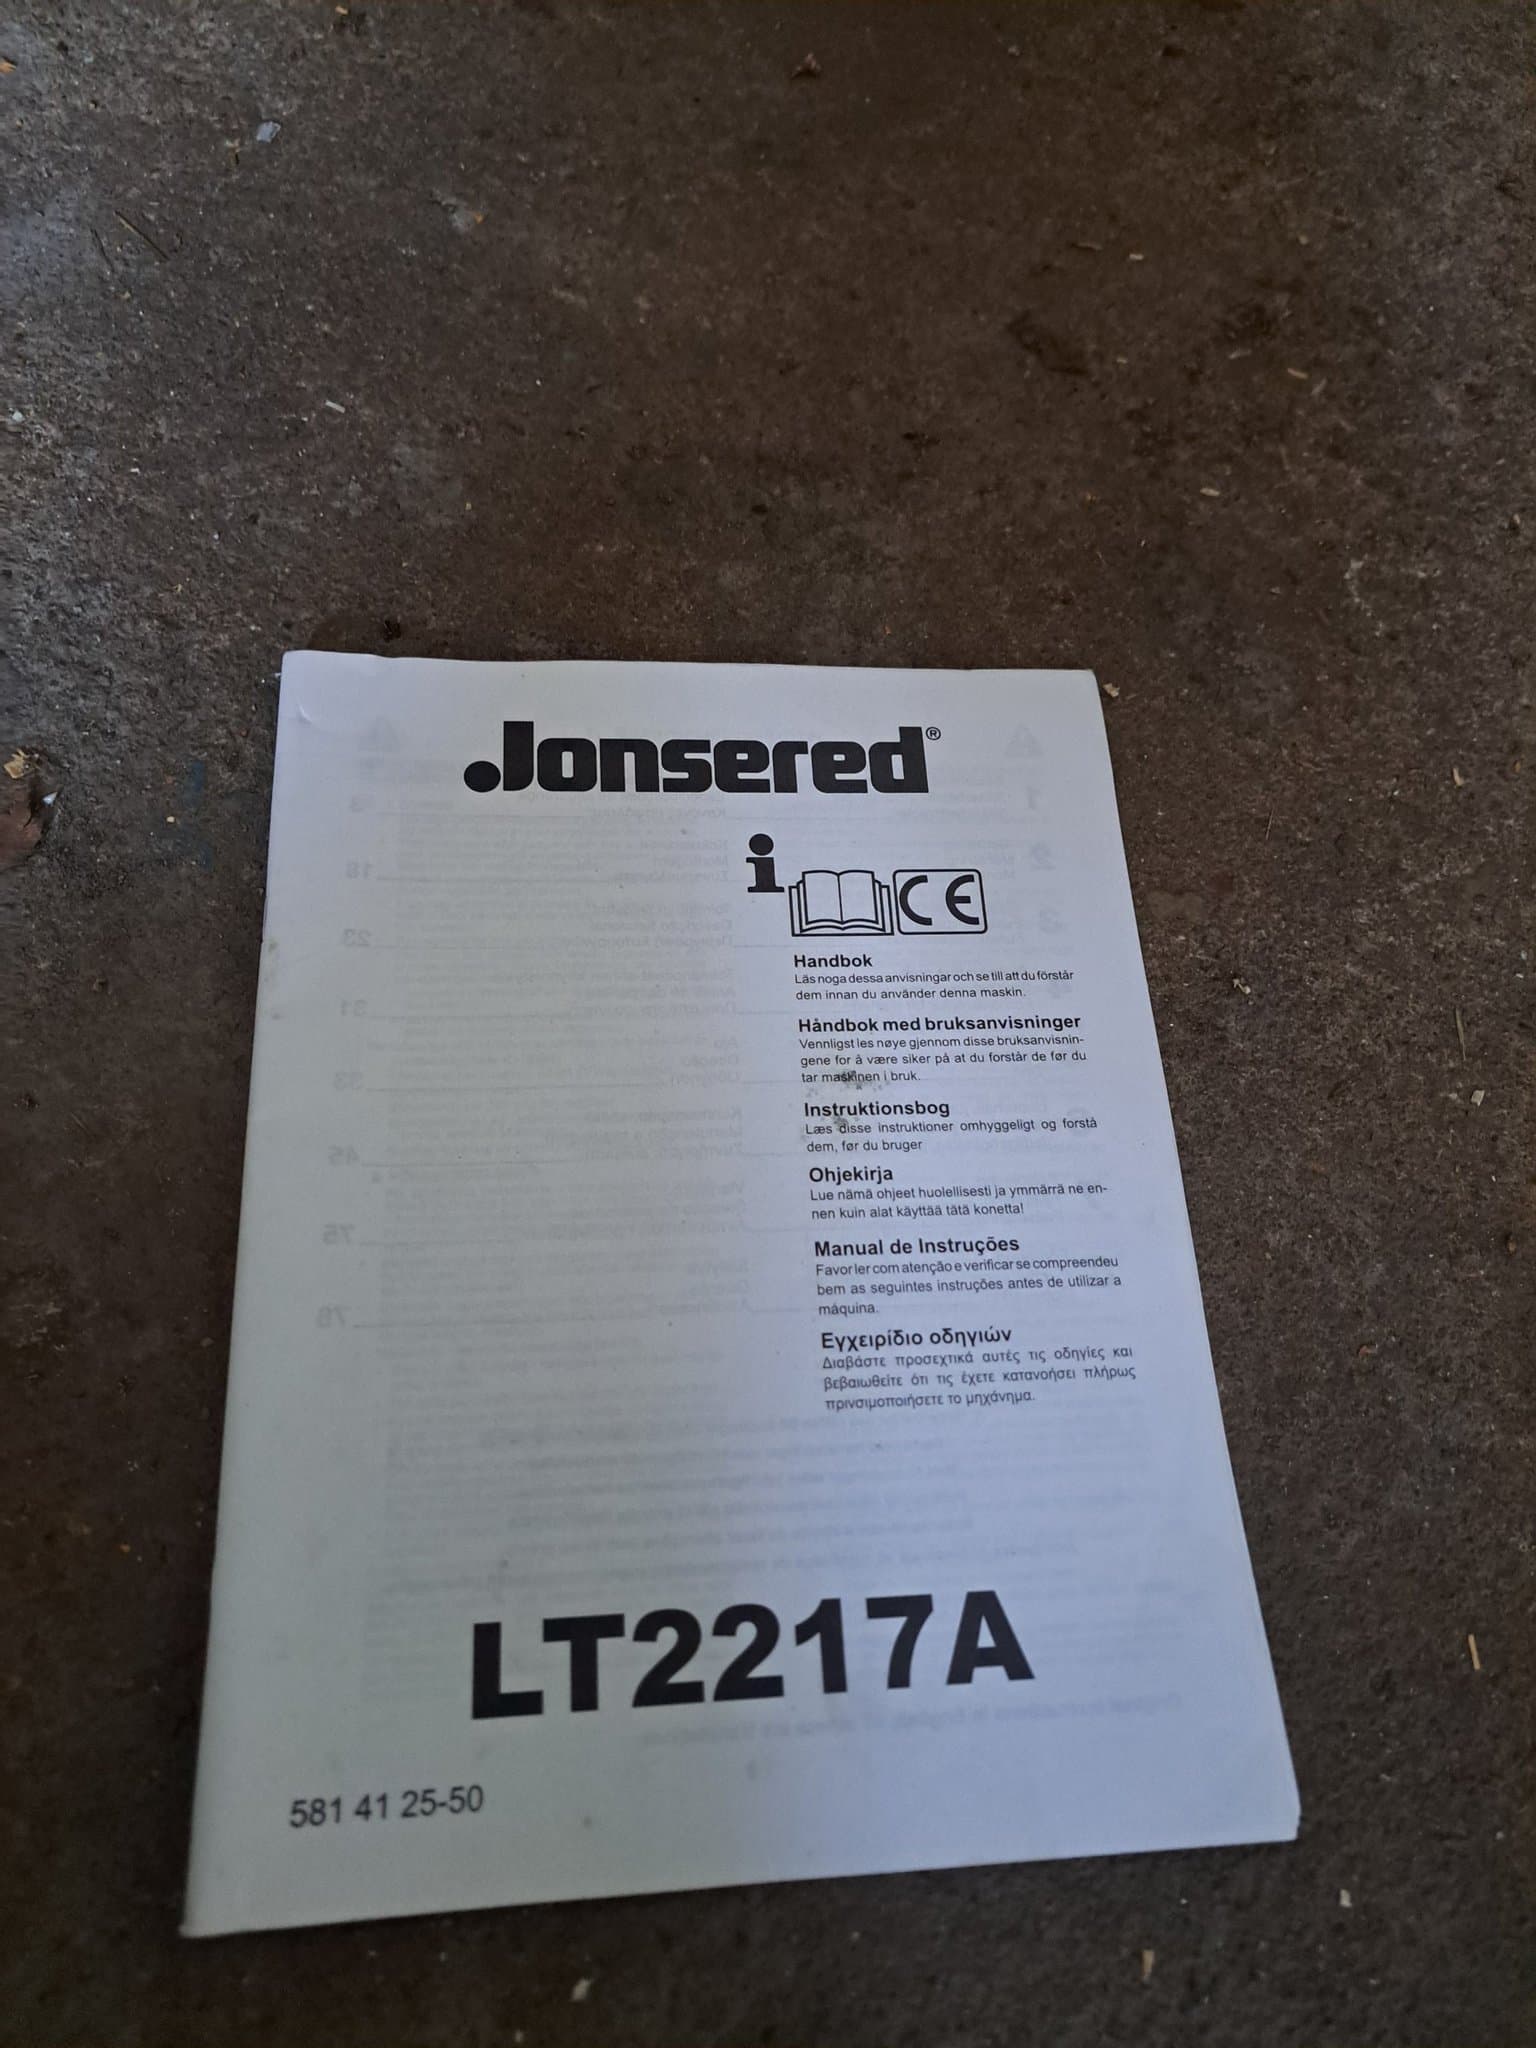 Jonsered®
i
CE
Handbok
Läs noga dessa anvisningar och se till att du förstår
dem innan du använder denna maskin.
Håndbok med bruksanvisninger
Vennligst les nøye gjennom disse bruksanvisnin-
gene for å være siker på at du forstår de før du
tar maskinen i bruk.
Instruktionsbog
Læs disse instruktioner omhyggeligt og forstå
dem, før du bruger
Ohjekirja
Lue nämä ohjeet huolellisesti ja ymmärrä ne en-
nen kuin alat käyttää tätä konetta!
Manual de Instruções
Favor ler com atenção e verificar se compreendeu
bem as seguintes instruções antes de utilizar a
máquina.
Εγχειρίδιο οδηγιών
Διαβάστε προσεχτικά αυτές τις οδηγίες και
βεβαιωθείτε ότι τις έχετε κατανοήσει πλήρως
πρινσιμοποιήσετε το μηχάνημα.
LT2217A
581 41 25-50